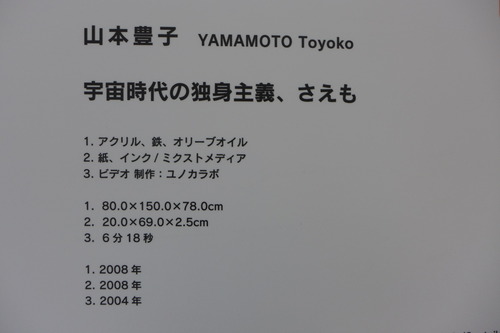 山本豊子 YAMAMOTO Toyoko
宇宙時代の独身主義、さえも
1. アクリル、鉄、オリーブオイル
2. 紙、インク/ミクストメディア
3. ビデオ 制作：ユノカラボ
1. 80.0×150.0×78.0cm
2. 20.0×69.0×2.5cm
3. 6分18秒
1. 2008年
2. 2008年
3. 2004年